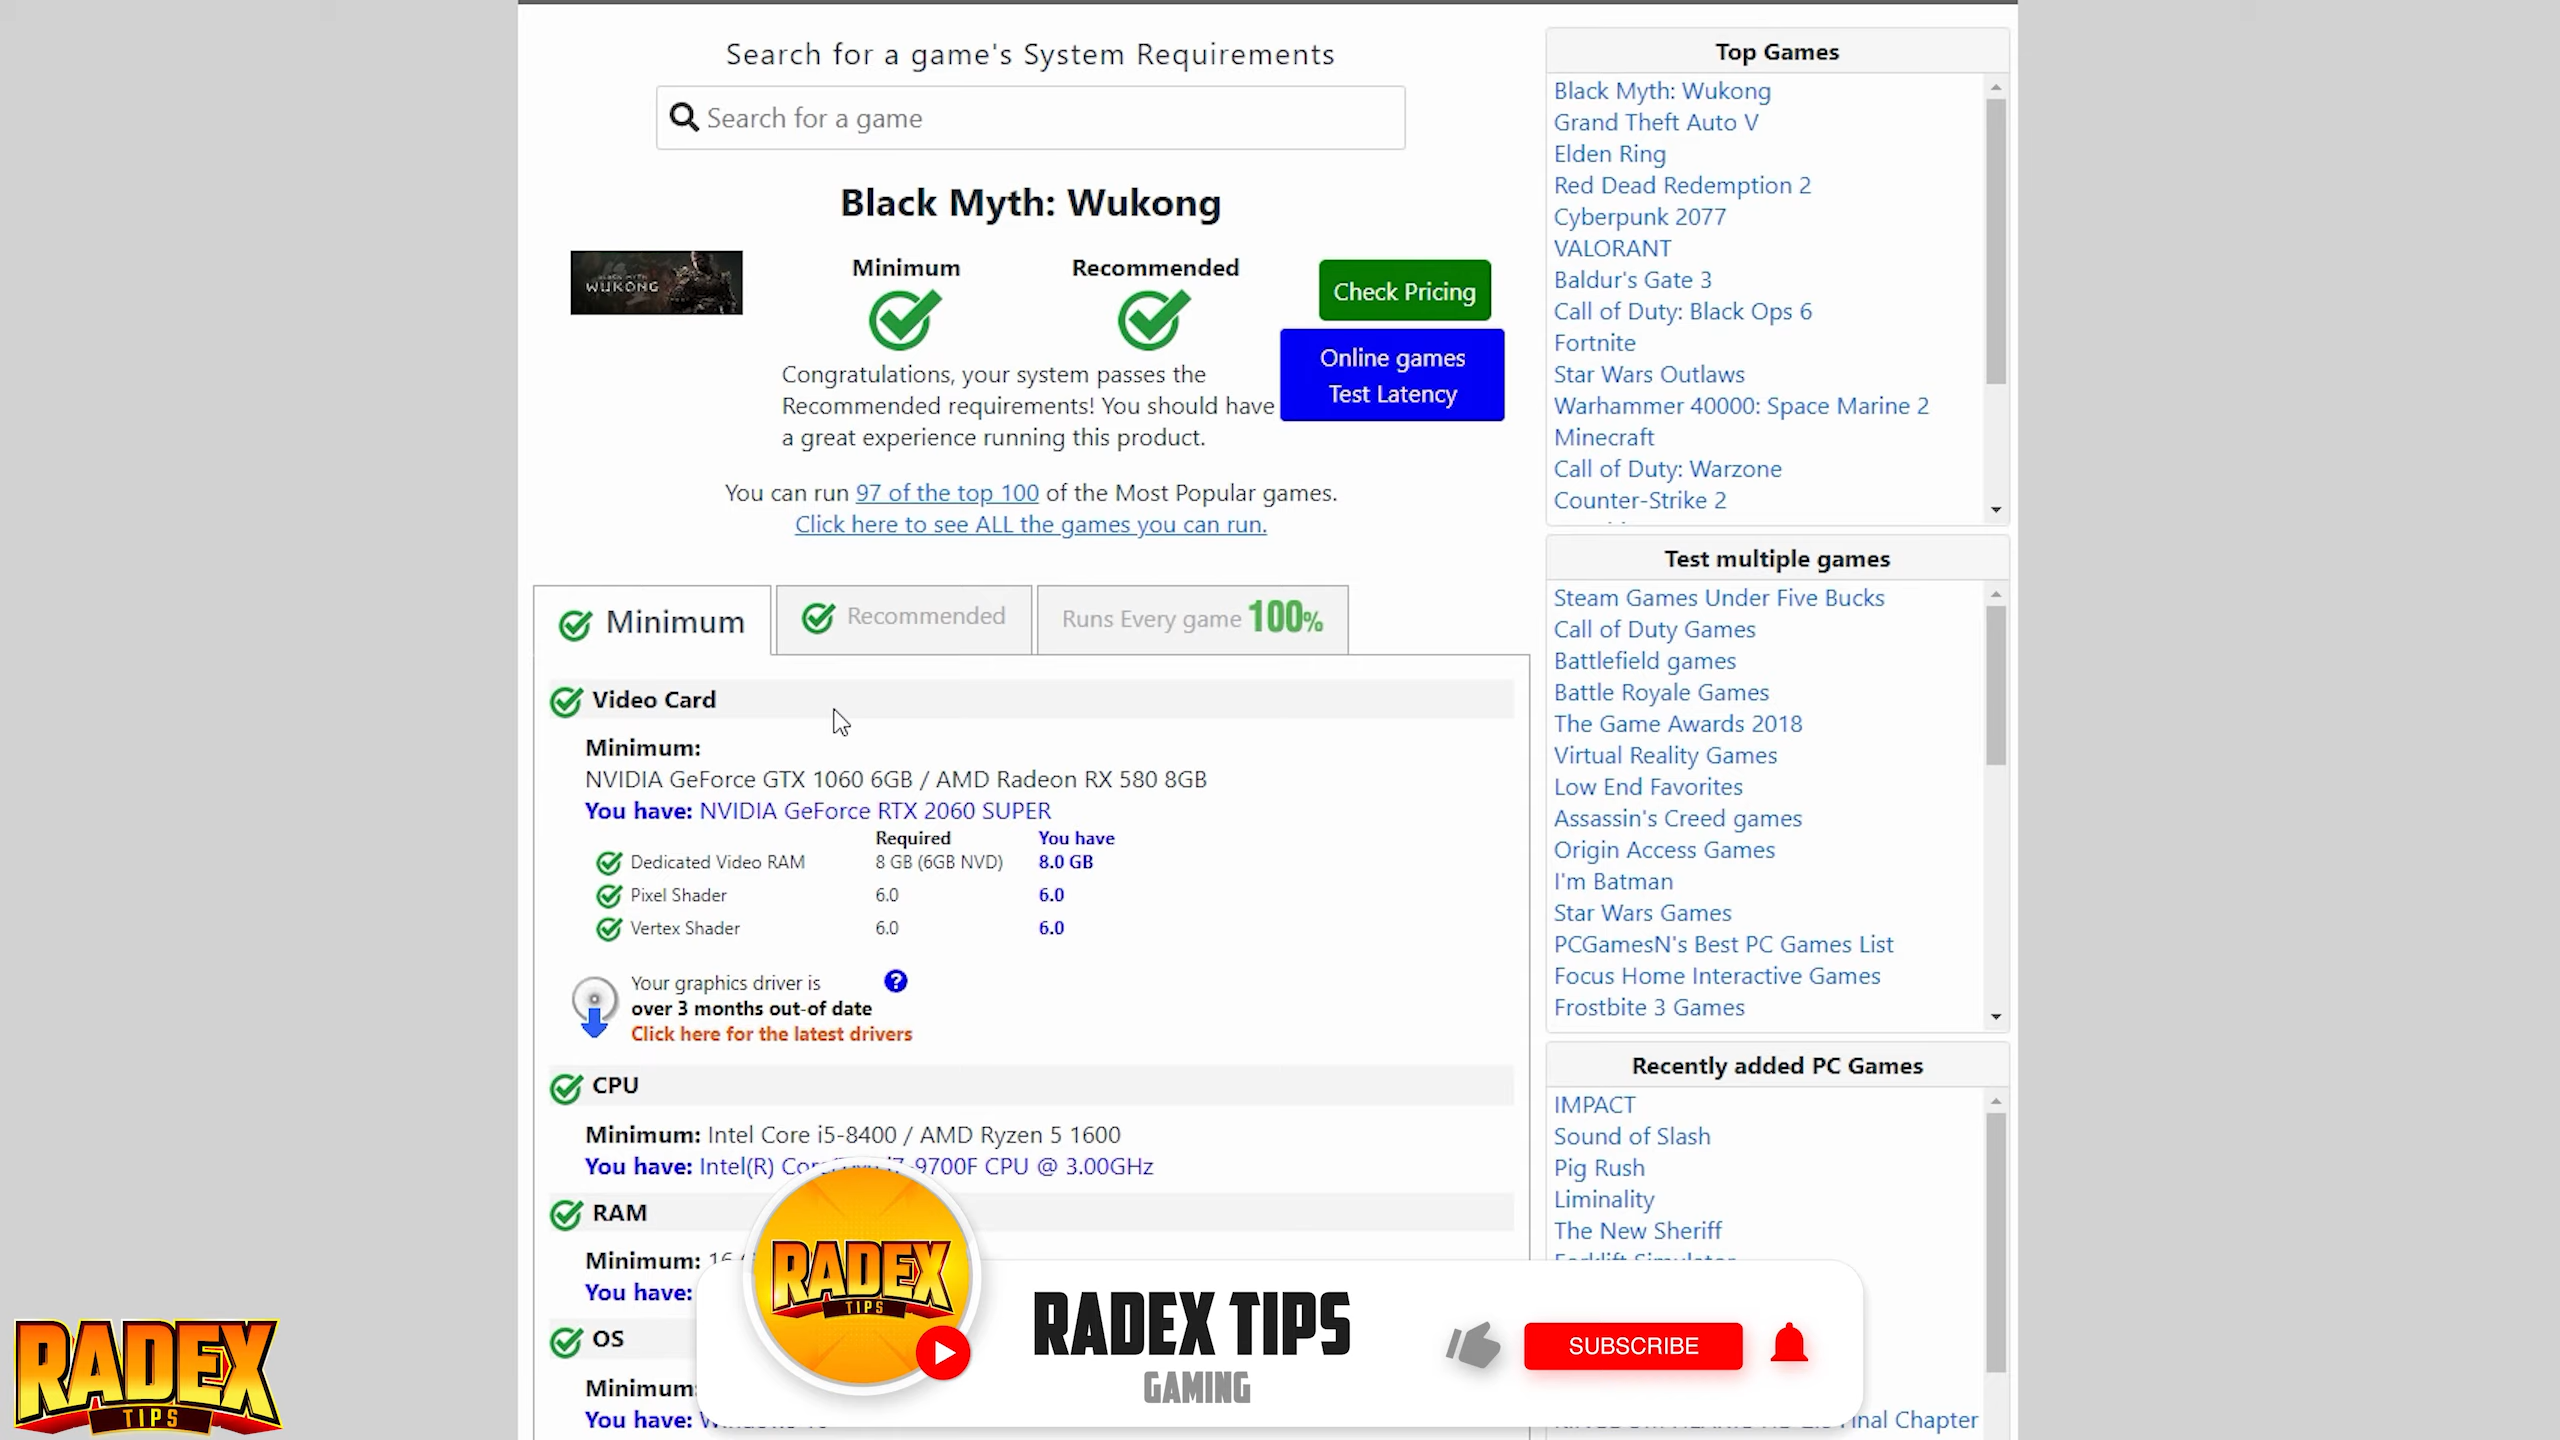 Search for a game's System Requirements
Search for a game
Black Myth: Wukong
BLACK MYTH
WUKONG
Minimum
Recommended
Check Pricing
Online games
Test Latency
Congratulations, your system passes the
Recommended requirements! You should have
a great experience running this product.
You can run 97 of the top 100 of the Most Popular games.
Click here to see ALL the games you can run.
Minimum
Recommended
Runs Every game 100%
Video Card
Minimum:
NVIDIA GeForce GTX 1060 6GB / AMD Radeon RX 580 8GB
You have: NVIDIA GeForce RTX 2060 SUPER
Required You have
Dedicated Video RAM 8 GB (6GB NVD) 8.0 GB
Pixel Shader 6.0 6.0
Vertex Shader 6.0 6.0
Your graphics driver is ?
over 3 months out-of date
Click here for the latest drivers
CPU
Minimum: Intel Core i5-8400 / AMD Ryzen 5 1600
You have: Intel(R) -9700F CPU @ 3.00GHz
RAM
Minimum: 16
You have:
OS
Minimum:
You have:
Top Games
Black Myth: Wukong
Grand Theft Auto V
Elden Ring
Red Dead Redemption 2
Cyberpunk 2077
VALORANT
Baldur's Gate 3
Call of Duty: Black Ops 6
Fortnite
Star Wars Outlaws
Warhammer 40000: Space Marine 2
Minecraft
Call of Duty: Warzone
Counter-Strike 2
Test multiple games
Steam Games Under Five Bucks
Call of Duty Games
Battlefield games
Battle Royale Games
The Game Awards 2018
Virtual Reality Games
Low End Favorites
Assassin's Creed games
Origin Access Games
I'm Batman
Star Wars Games
PCGamesN's Best PC Games List
Focus Home Interactive Games
Frostbite 3 Games
Recently added PC Games
IMPACT
Sound of Slash
Pig Rush
Liminality
The New Sheriff
Chapter
RADEX
TIPS
RADEX TIPS
GAMING
SUBSCRIBE
RADEX
TIPS